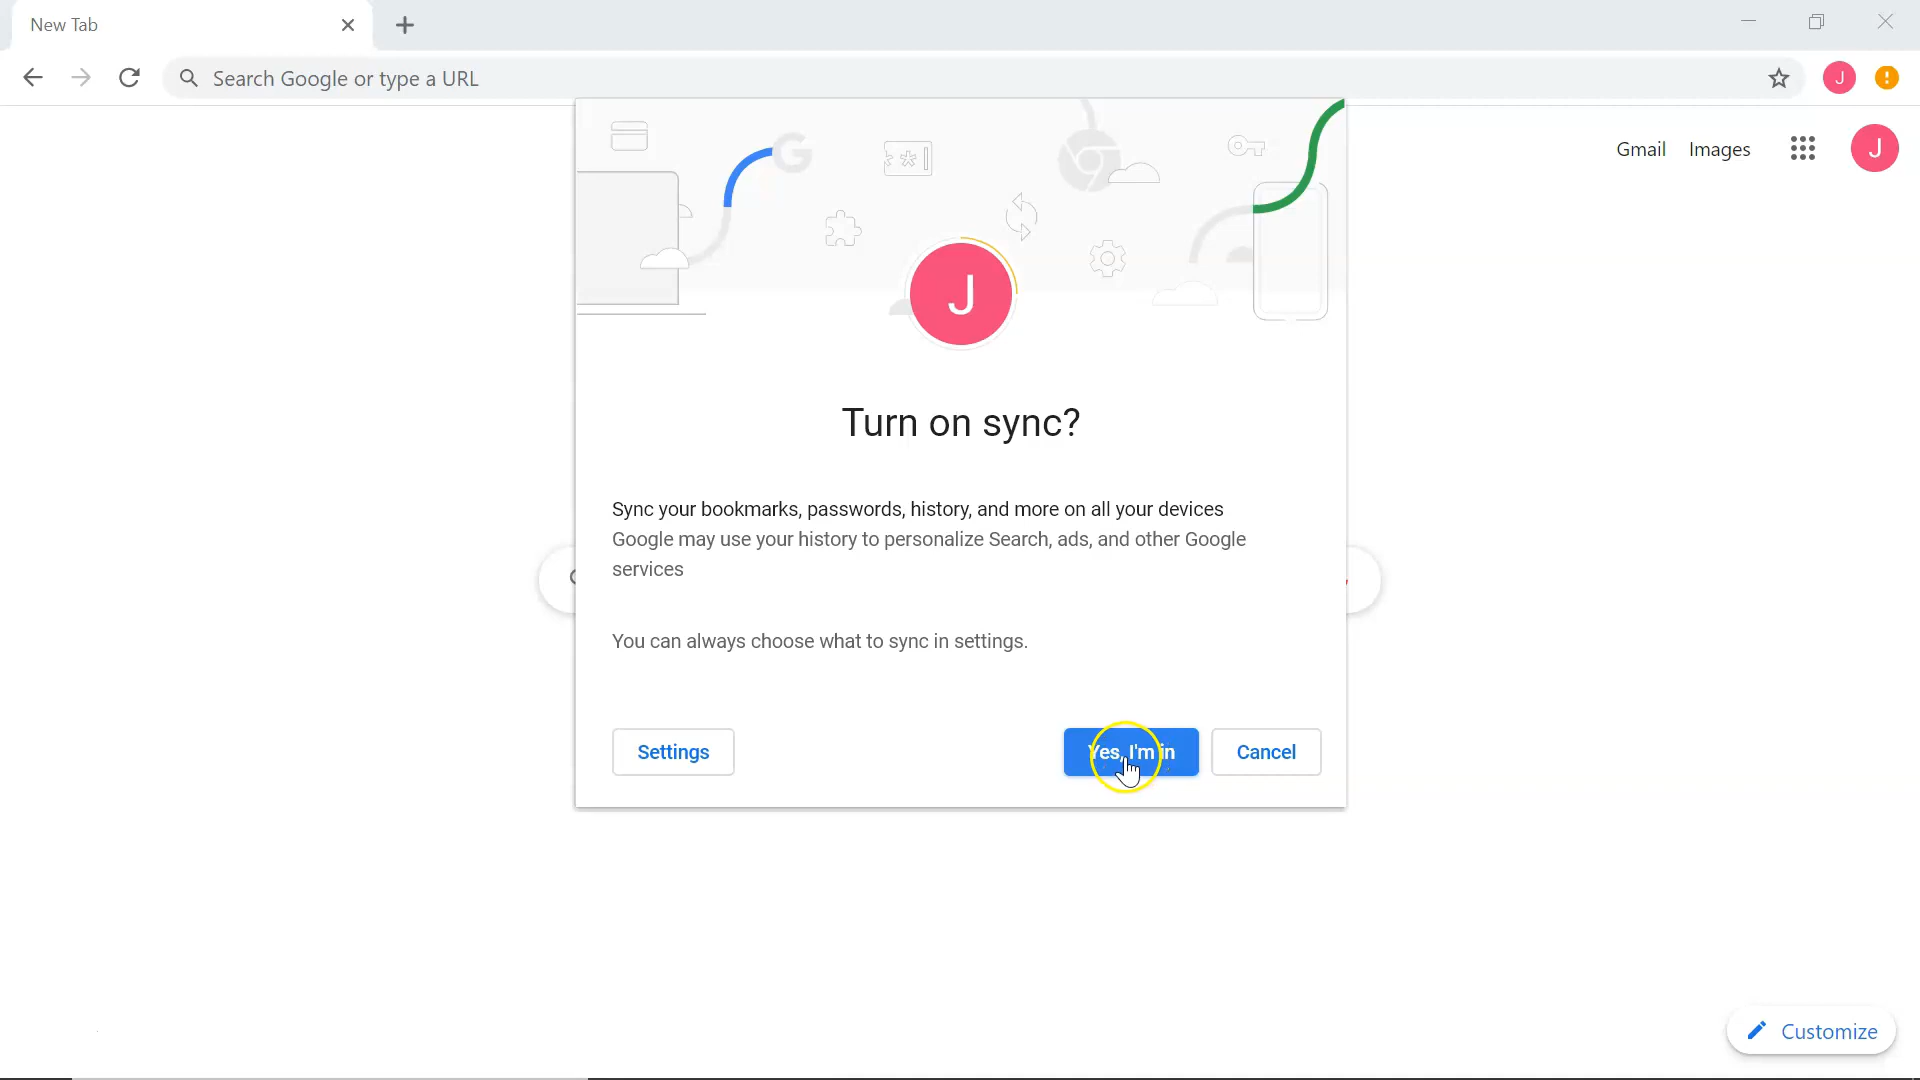 New Tab
Search Google or type a URL
J
Gmail Images
J
G
J
Turn on sync?
Sync your bookmarks, passwords, history, and more on all your devices
Google may use your history to personalize Search, ads, and other Google
services
You can always choose what to sync in settings.
Settings
Yes, I'm in
Cancel
Customize